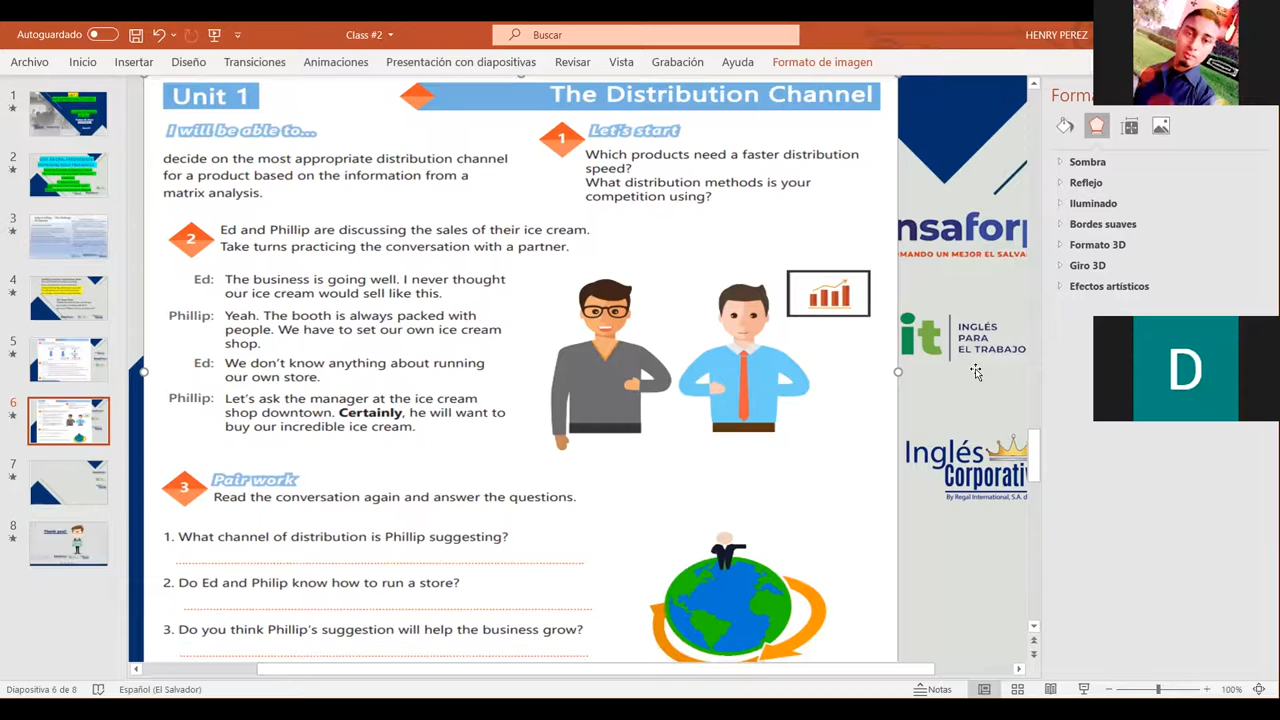 Autoguardado
Class #2
Buscar
HENRY PEREZ
Archivo
Inicio
Insertar
Diseño
Transiciones
Animaciones
Presentación con diapositivas
Revisar
Vista
Grabación
Ayuda
Formato de imagen
1
2
3
4
5
6
7
8
Unit 1
The Distribution Channel
I will be able to...
decide on the most appropriate distribution channel
for a product based on the information from a
matrix analysis.
1
Let's start
Which products need a faster distribution
speed?
What distribution methods is your
competition using?
2
Ed and Phillip are discussing the sales of their ice cream.
Take turns practicing the conversation with a partner.
Ed: The business is going well. I never thought
our ice cream would sell like this.
Phillip: Yeah. The booth is always packed with
people. We have to set our own ice cream
shop.
Ed: We don't know anything about running
our own store.
Phillip: Let's ask the manager at the ice cream
shop downtown. Certainly, he will want to
buy our incredible ice cream.
3
Pair work
Read the conversation again and answer the questions.
1. What channel of distribution is Phillip suggesting?
2. Do Ed and Philip know how to run a store?
3. Do you think Phillip's suggestion will help the business grow?
nsaforp
MANDO UN MEJOR EL SALVA
it
INGLÉS
PARA
EL TRABAJO
Inglés
Corporati
By Regal International, S.A. d
Forma
Sombra
Reflejo
Iluminado
Bordes suaves
Formato 3D
Giro 3D
Efectos artísticos
D
Diapositiva 6 de 8
Español (El Salvador)
Notas
100%